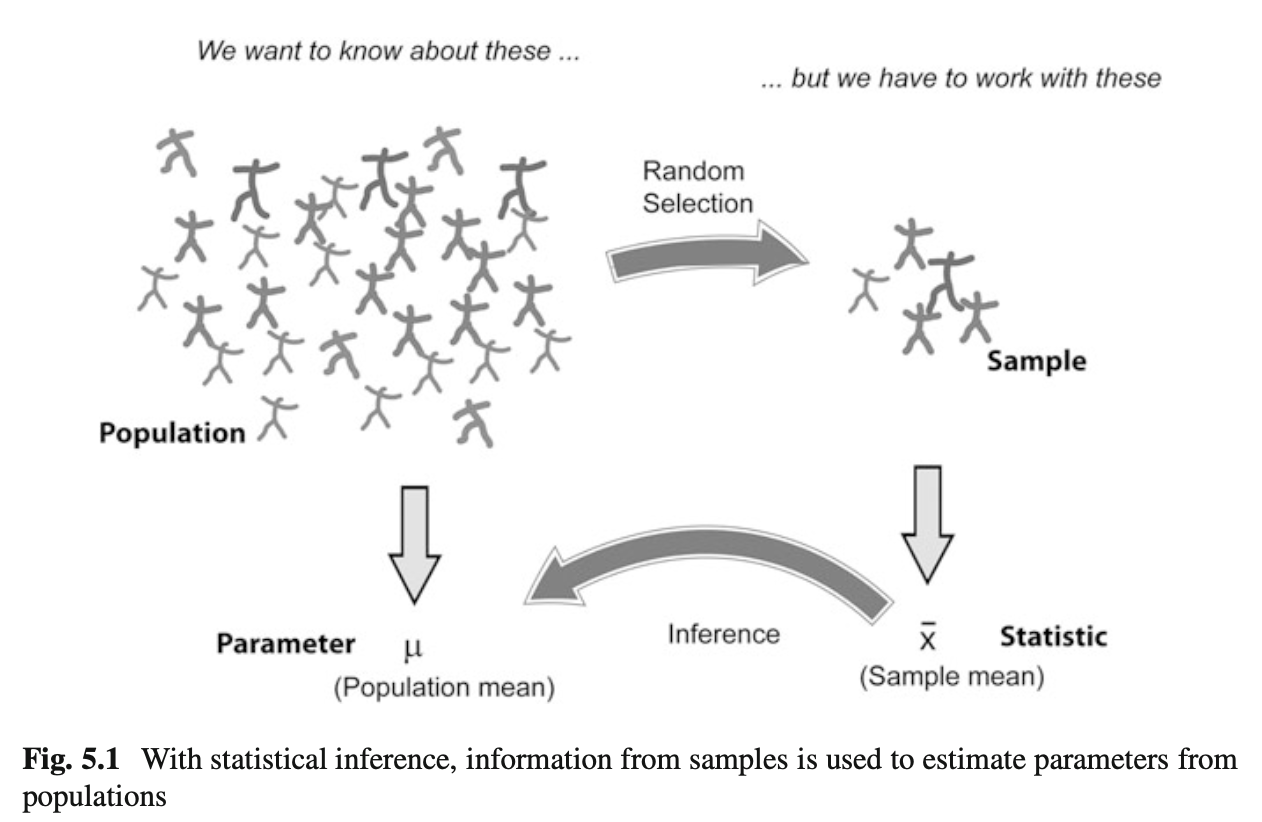 We want to know about these ...
... but we have to work with these
Random
Selection
Sample
Population
Parameter μ
(Population mean)
Inference
x̄ Statistic
(Sample mean)
Fig. 5.1 With statistical inference, information from samples is used to estimate parameters from
populations